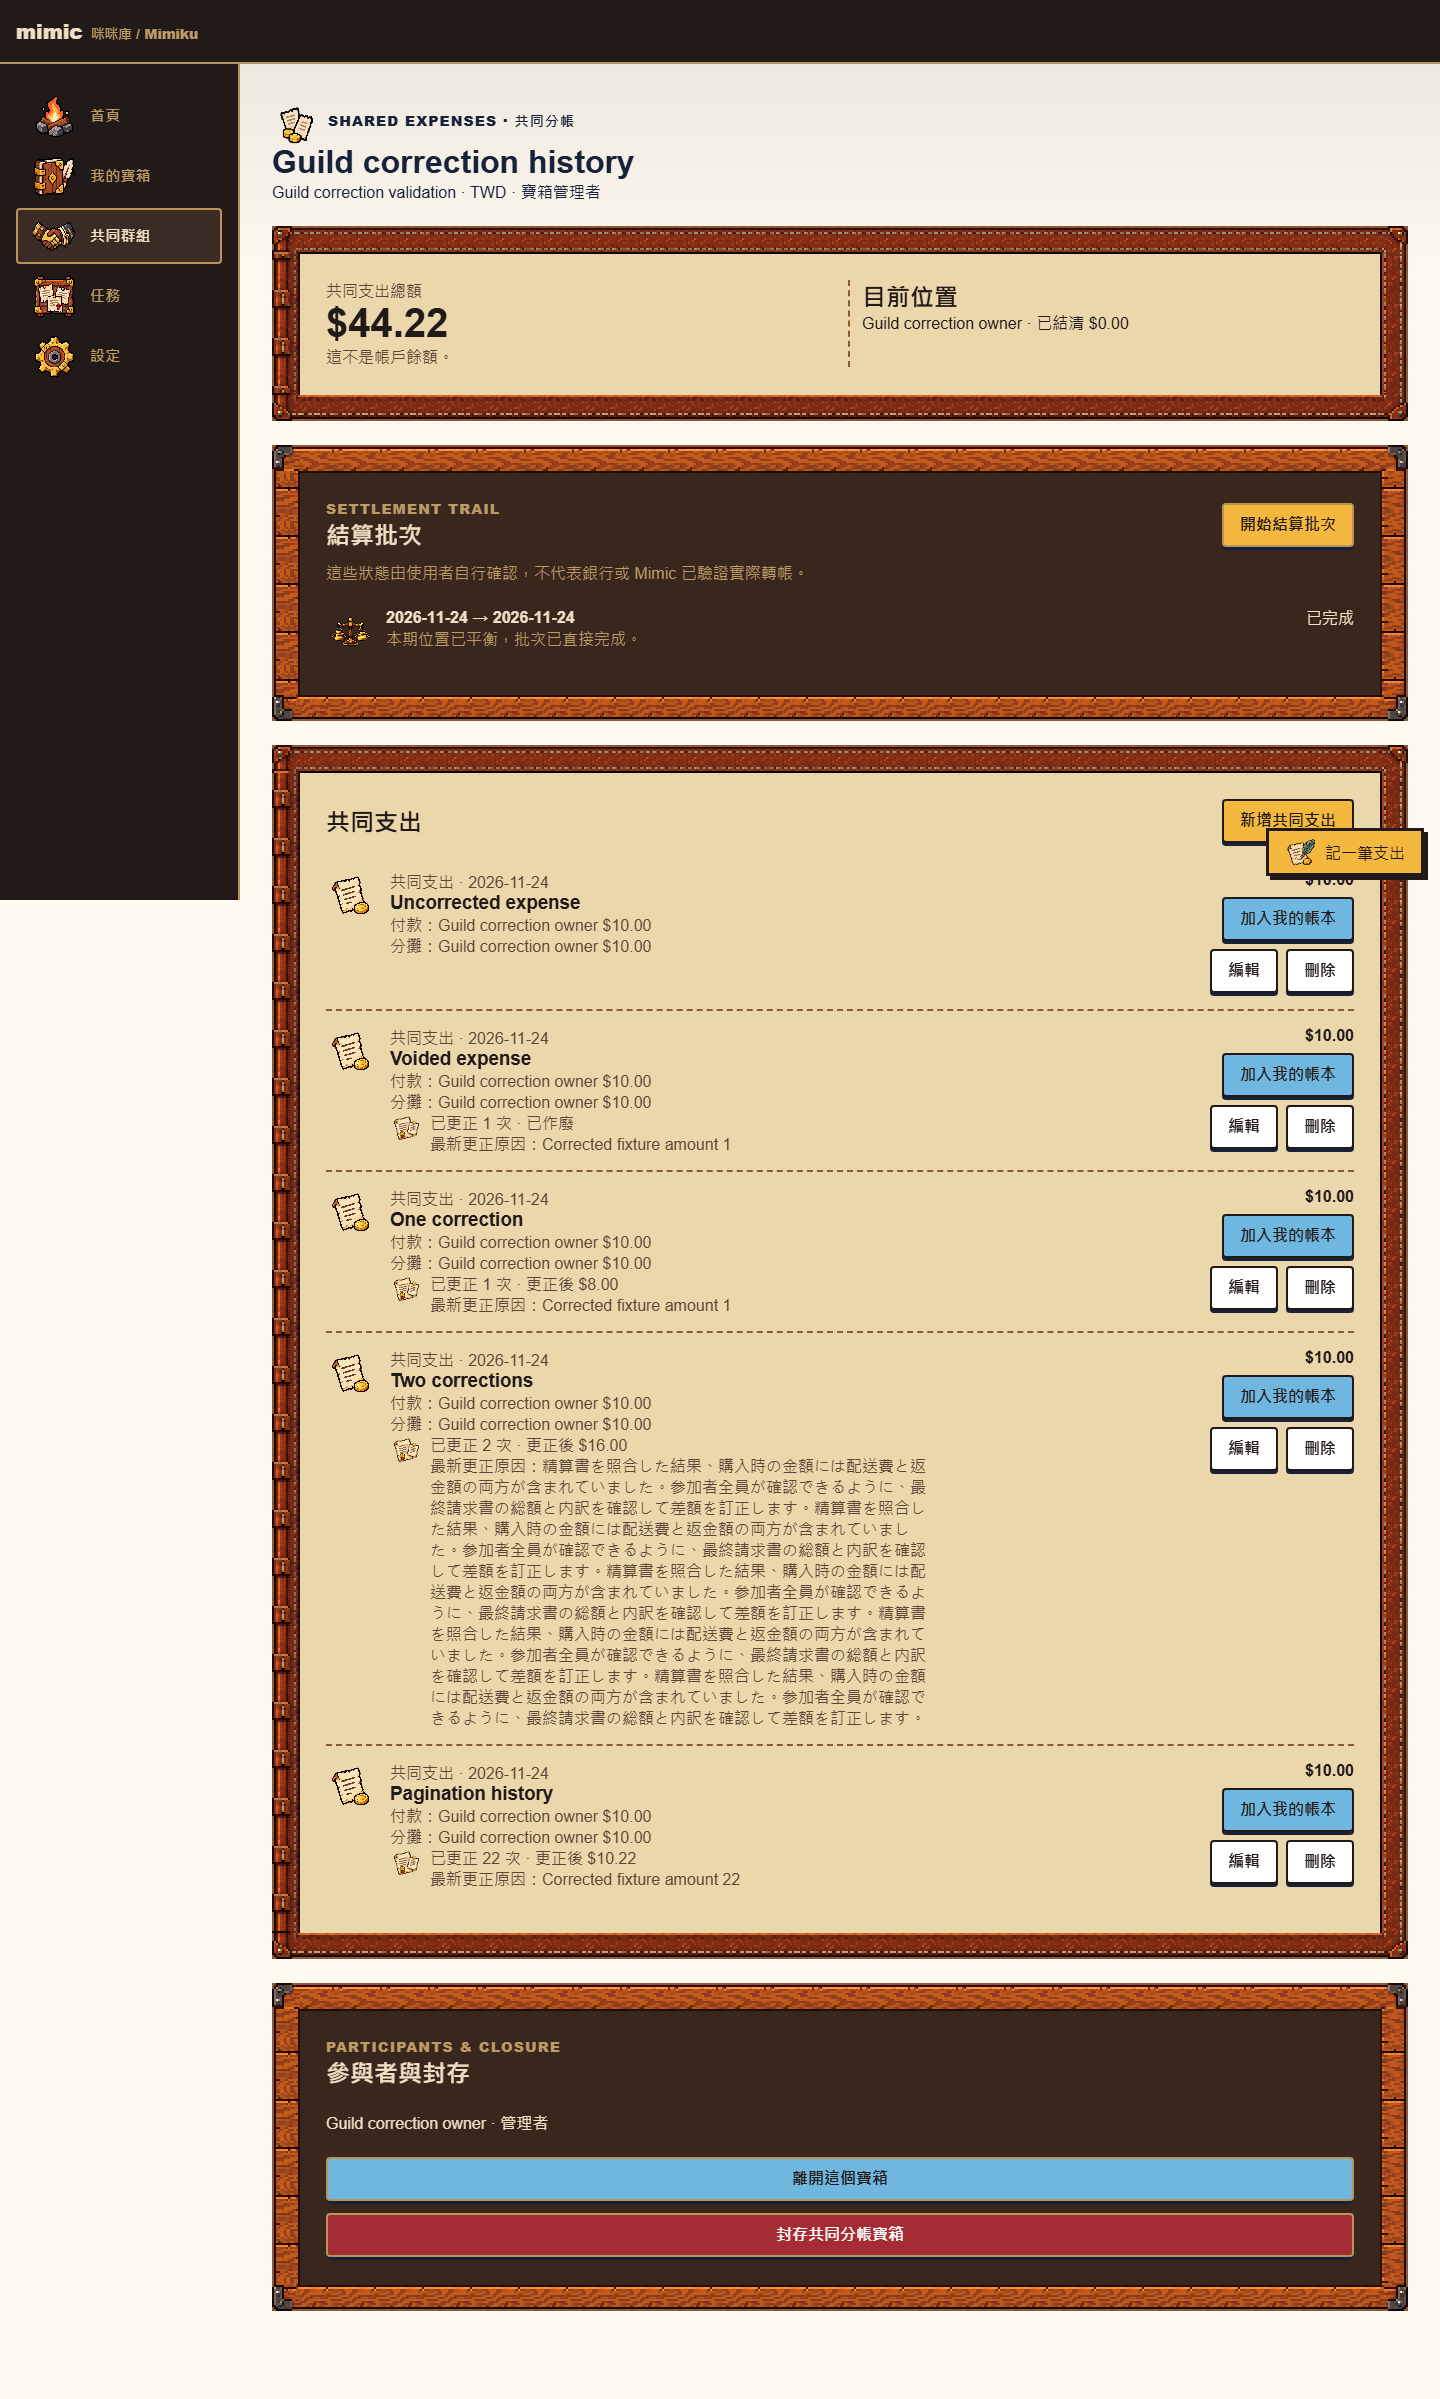 mimic 咪咪庫 / Mimiku
首頁
我的寶箱
共同群組
任務
設定
SHARED EXPENSES · 共同分帳
Guild correction history
Guild correction validation · TWD · 寶箱管理者
共同支出總額
$44.22
這不是帳戶餘額。
目前位置
Guild correction owner · 已結清 $0.00
SETTLEMENT TRAIL
結算批次
開始結算批次
這些狀態由使用者自行確認，不代表銀行或 Mimic 已驗證實際轉帳。
2026-11-24 → 2026-11-24
已完成
本期位置已平衡，批次已直接完成。
共同支出
新增共同支出
記一筆支出
共同支出 · 2026-11-24
$10.00
Uncorrected expense
付款：Guild correction owner $10.00
分攤：Guild correction owner $10.00
加入我的帳本
編輯
刪除
共同支出 · 2026-11-24
$10.00
Voided expense
付款：Guild correction owner $10.00
分攤：Guild correction owner $10.00
已更正 1 次 · 已作廢
最新更正原因：Corrected fixture amount 1
加入我的帳本
編輯
刪除
共同支出 · 2026-11-24
$10.00
One correction
付款：Guild correction owner $10.00
分攤：Guild correction owner $10.00
已更正 1 次 · 更正後 $8.00
最新更正原因：Corrected fixture amount 1
加入我的帳本
編輯
刪除
共同支出 · 2026-11-24
$10.00
Two corrections
付款：Guild correction owner $10.00
分攤：Guild correction owner $10.00
已更正 2 次 · 更正後 $16.00
最新更正原因：精算書を照合した結果、購入時の金額には配送費と返
金額の両方が含まれていました。参加者全員が確認できるように、最
終請求書の総額と内訳を確認して差額を訂正します。精算書を照合し
た結果、購入時の金額には配送費と返金額の両方が含まれていまし
た。参加者全員が確認できるように、最終請求書の総額と内訳を確認
して差額を訂正します。精算書を照合した結果、購入時の金額には配
送費と返金額の両方が含まれていました。参加者全員が確認できるよ
うに、最終請求書の総額と内訳を確認して差額を訂正します。精算書
を照合した結果、購入時の金額には配送費と返金額の両方が含まれて
いました。参加者全員が確認できるように、最終請求書の総額と内訳
を確認して差額を訂正します。精算書を照合した結果、購入時の金額
には配送費と返金額の両方が含まれていました。参加者全員が確認で
きるように、最終請求書の総額と内訳を確認して差額を訂正します。
加入我的帳本
編輯
刪除
共同支出 · 2026-11-24
$10.00
Pagination history
付款：Guild correction owner $10.00
分攤：Guild correction owner $10.00
已更正 22 次 · 更正後 $10.22
最新更正原因：Corrected fixture amount 22
加入我的帳本
編輯
刪除
PARTICIPANTS & CLOSURE
參與者與封存
Guild correction owner · 管理者
離開這個寶箱
封存共同分帳寶箱